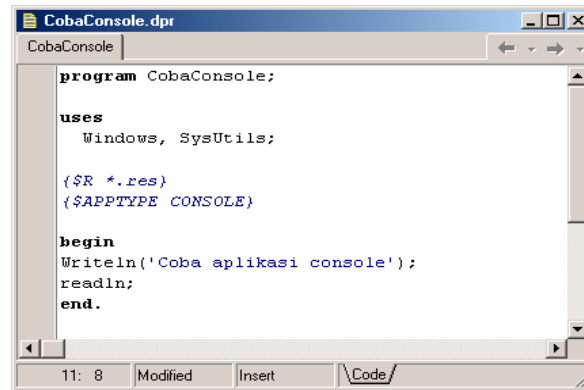 CobaConsole.dpr
CobaConsole
program CobaConsole;
uses
Windows, SysUtils;
{$R *.res}
{$APPTYPE CONSOLE}
begin
Writeln('Coba aplikasi console');
readln;
end.
11: 8 Modified Insert Code